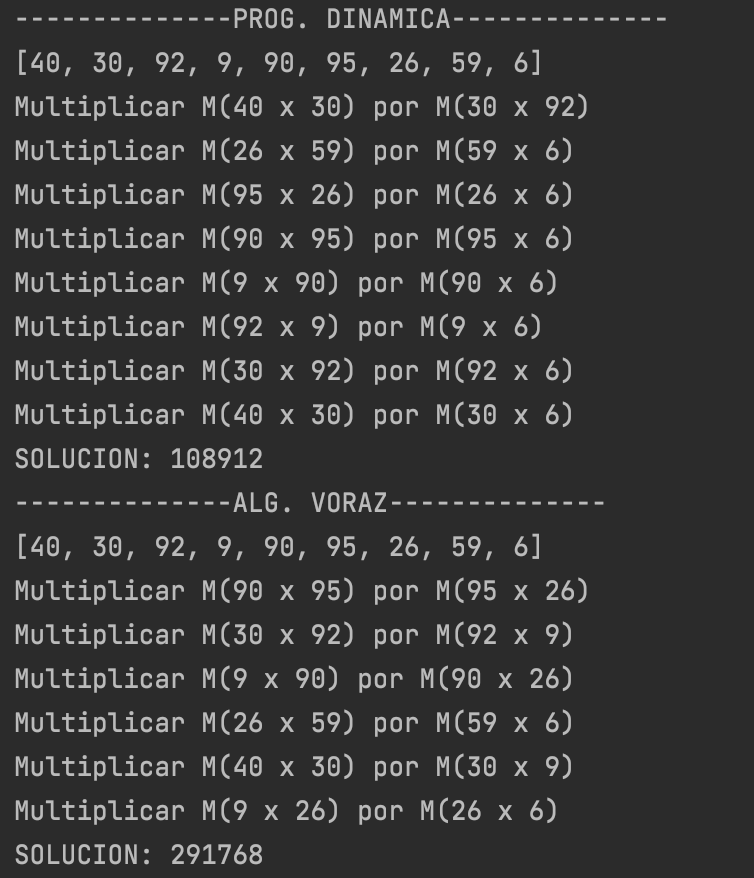 --------------PROG. DINAMICA--------------
[40, 30, 92, 9, 90, 95, 26, 59, 6]
Multiplicar M(40 x 30) por M(30 x 92)
Multiplicar M(26 x 59) por M(59 x 6)
Multiplicar M(95 x 26) por M(26 x 6)
Multiplicar M(90 x 95) por M(95 x 6)
Multiplicar M(9 x 90) por M(90 x 6)
Multiplicar M(92 x 9) por M(9 x 6)
Multiplicar M(30 x 92) por M(92 x 6)
Multiplicar M(40 x 30) por M(30 x 6)
SOLUCION: 108912
--------------ALG. VORAZ--------------
[40, 30, 92, 9, 90, 95, 26, 59, 6]
Multiplicar M(90 x 95) por M(95 x 26)
Multiplicar M(30 x 92) por M(92 x 9)
Multiplicar M(9 x 90) por M(90 x 26)
Multiplicar M(26 x 59) por M(59 x 6)
Multiplicar M(40 x 30) por M(30 x 9)
Multiplicar M(9 x 26) por M(26 x 6)
SOLUCION: 291768